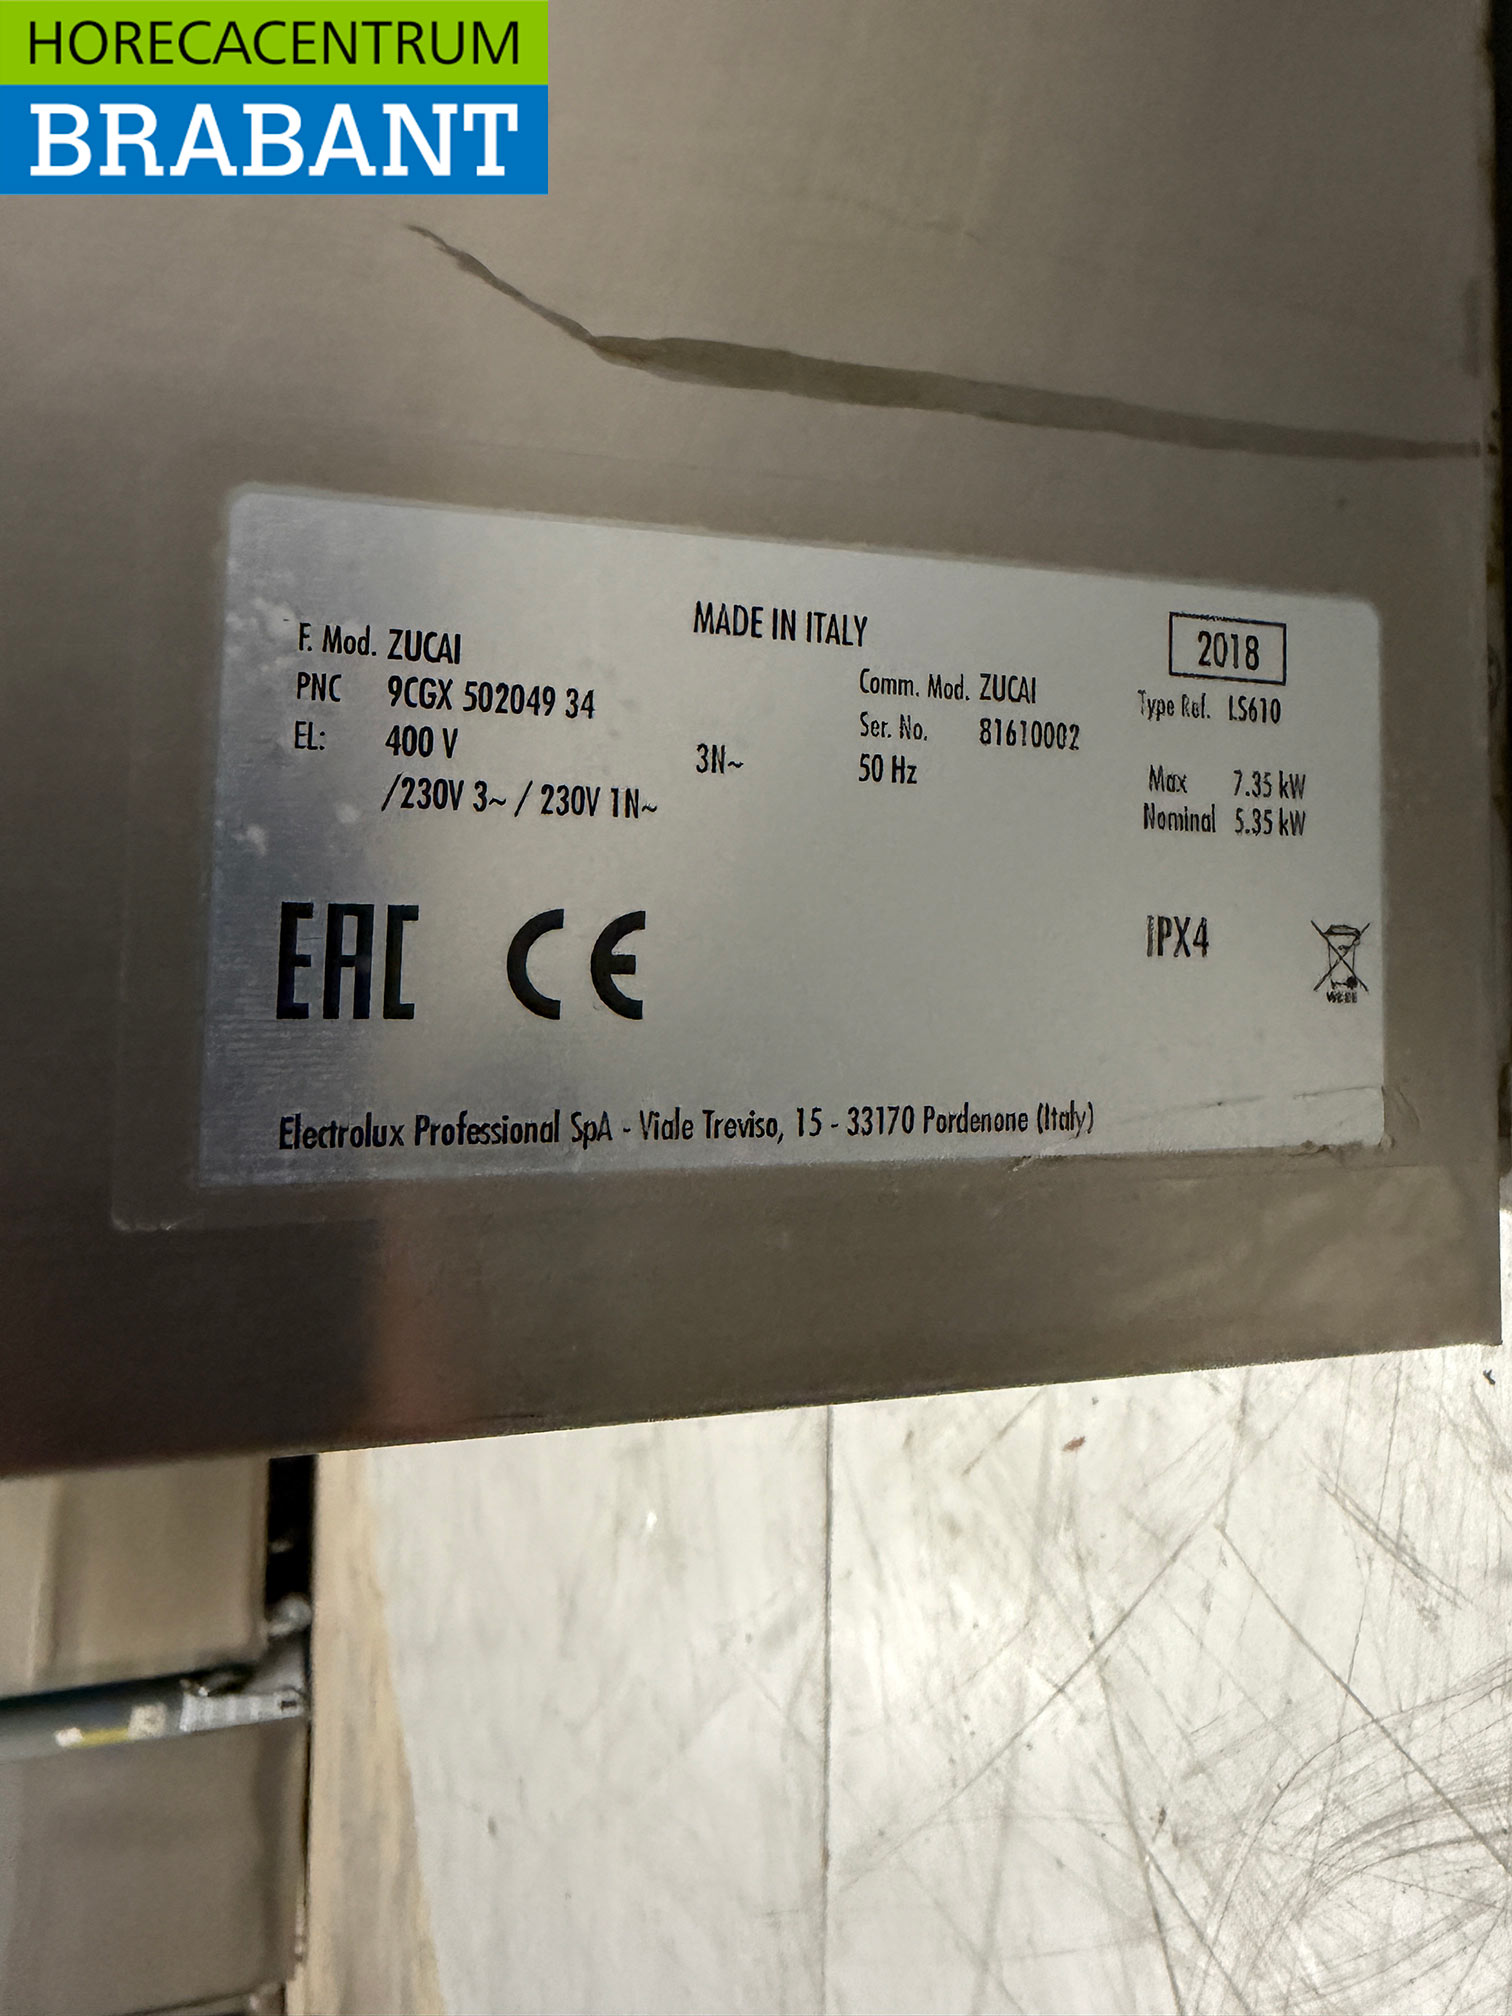 HORECACENTRUM
BRABANT
MADE IN ITALY
2018
F. Mod. ZUCAI
Comm. Mod. ZUCAI
Type Ref. LS610
PNC 9CGX 502049 34
Ser. No. 81610002
EL: 400 V 3N~ 50 Hz
Max 7.35 kW
/230V 3~ / 230V 1N~
Nominal 5.35 kW
EAC CE
IPX4
Electrolux Professional SpA - Viale Treviso, 15 - 33170 Pordenone (Italy)